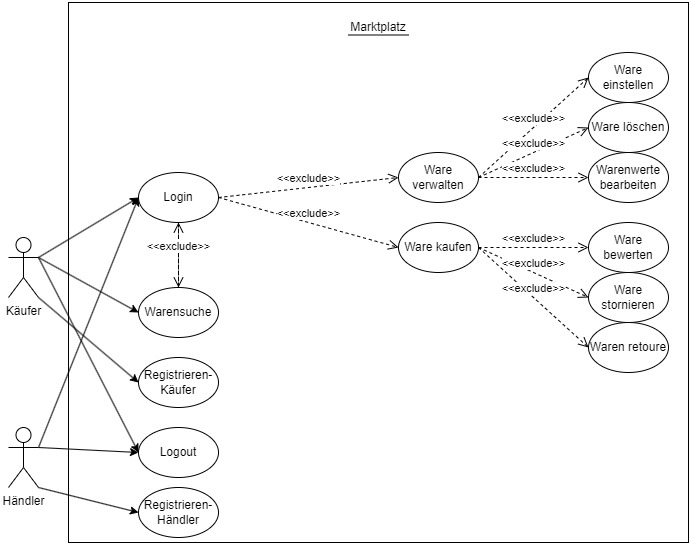 Marktplatz
Ware
einstellen
<<exclude>>
Ware löschen
<<exclude>>
Ware
verwalten
<<exclude>>
Warenwerte
bearbeiten
<<exclude>>
Login
<<exclude>>
<<exclude>>
Ware kaufen
<<exclude>>
Ware
bewerten
<<exclude>>
Ware
stornieren
<<exclude>>
Waren retoure
Käufer
Warensuche
Registrieren-
Käufer
Logout
Händler
Registrieren-
Händler